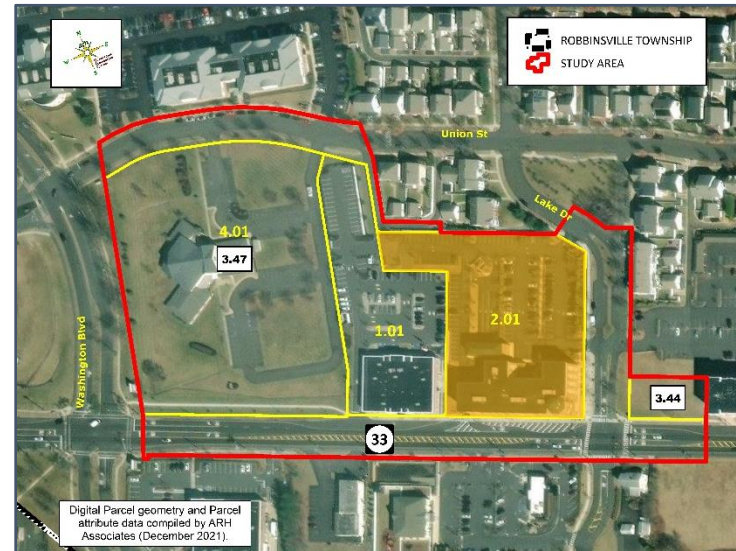 N
E
S
ROBBINSVILLE TOWNSHIP
STUDY AREA
Union St
Lake Dr
4.01
3.47
Washington Blvd
1.01
2.01
3.44
33
Digital Parcel geometry and Parcel
attribute data compiled by ARH
Associates (December 2021).